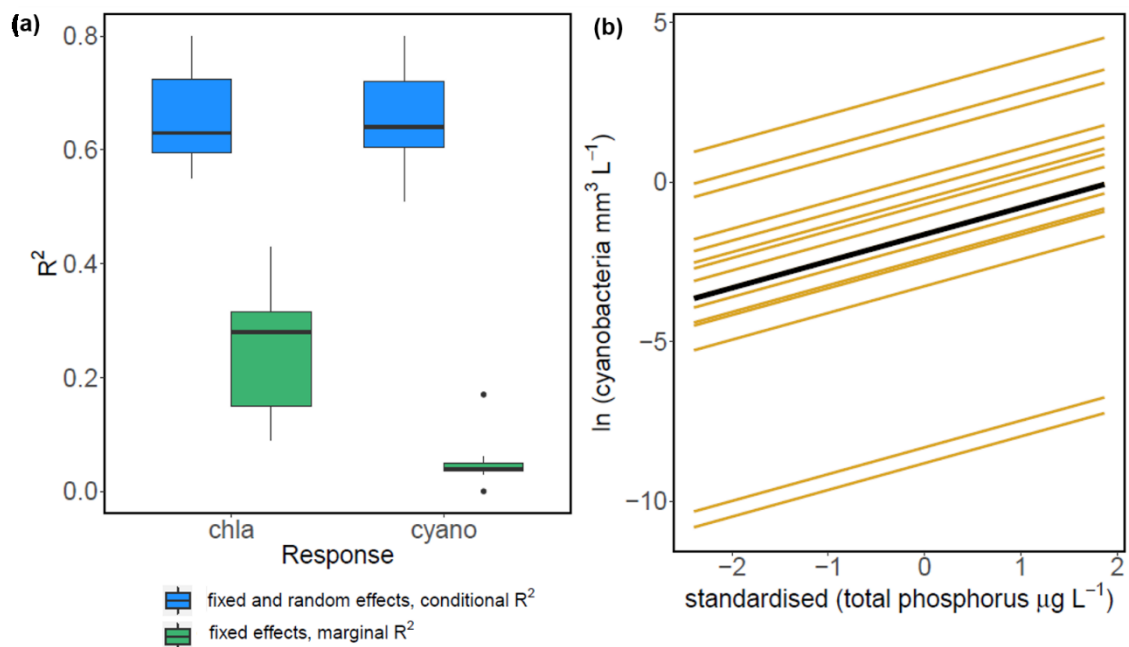 (a)
0.8
0.6
0.4
0.2
0.0
R²
chla cyano
Response
fixed and random effects, conditional R²
fixed effects, marginal R²
(b)
5
0
−5
−10
ln (cyanobacteria mm³ L⁻¹)
−2 −1 0 1 2
standardised (total phosphorus µg L⁻¹)